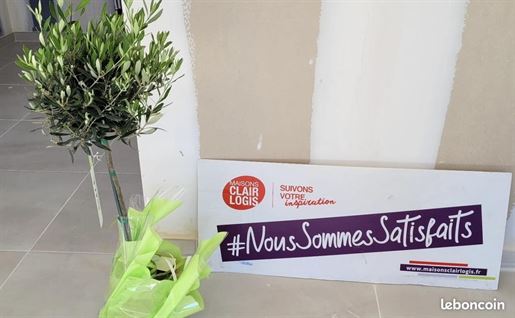 MAISONS
CLAIR
LOGIS
SUIVONS
VOTRE
inspiration
#NousSommesSatisfaits
www.maisonsclairlogis.fr
leboncoin